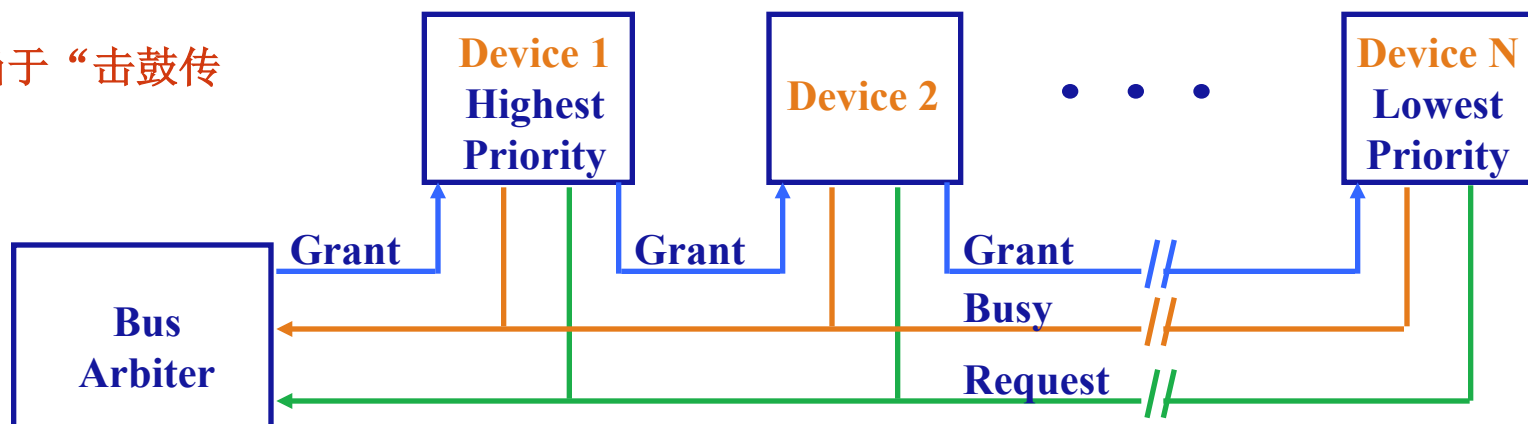 于“击鼓传
Device 1
Highest
Priority
Device 2
Device N
Lowest
Priority
Grant
Grant
Grant
Bus
Arbiter
Busy
Request